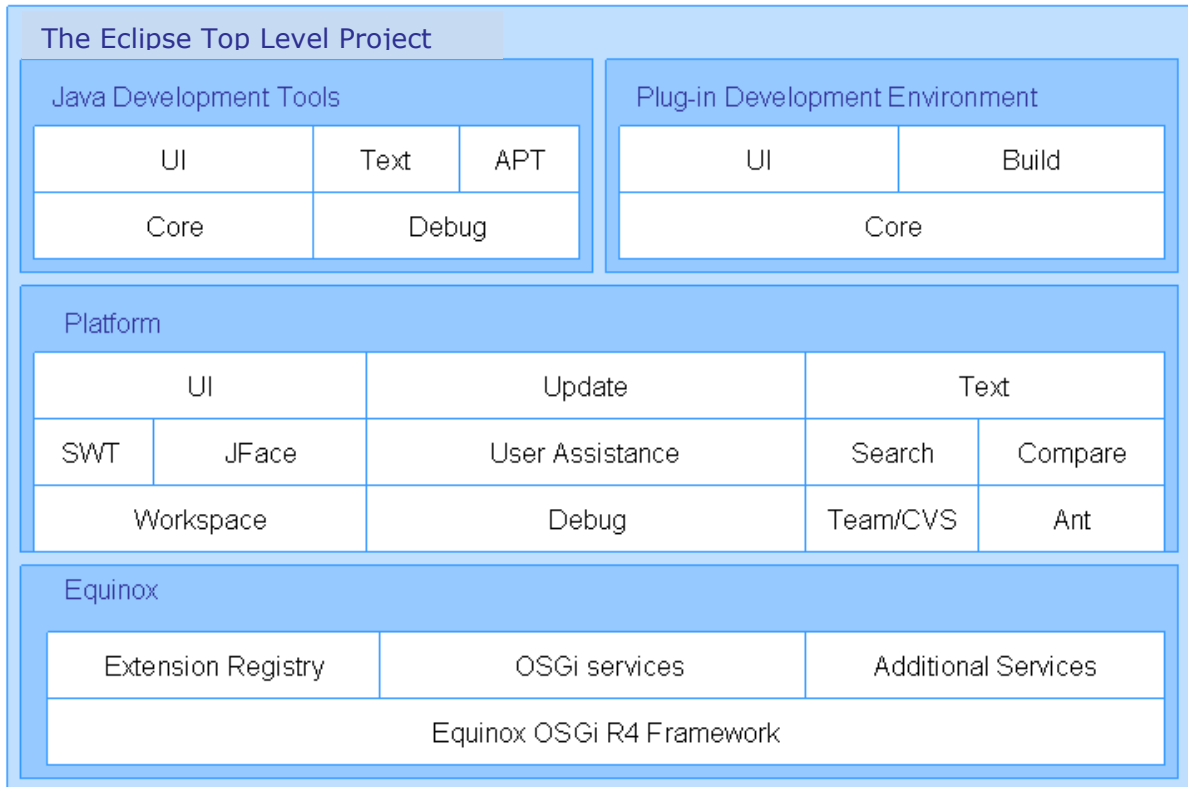 The Eclipse Top Level Project
Java Development Tools
UI Text APT
Core Debug
Plug-in Development Environment
UI Build
Core
Platform
UI Update Text
SWT JFace User Assistance Search Compare
Workspace Debug Team/CVS Ant
Equinox
Extension Registry OSGi services Additional Services
Equinox OSGi R4 Framework